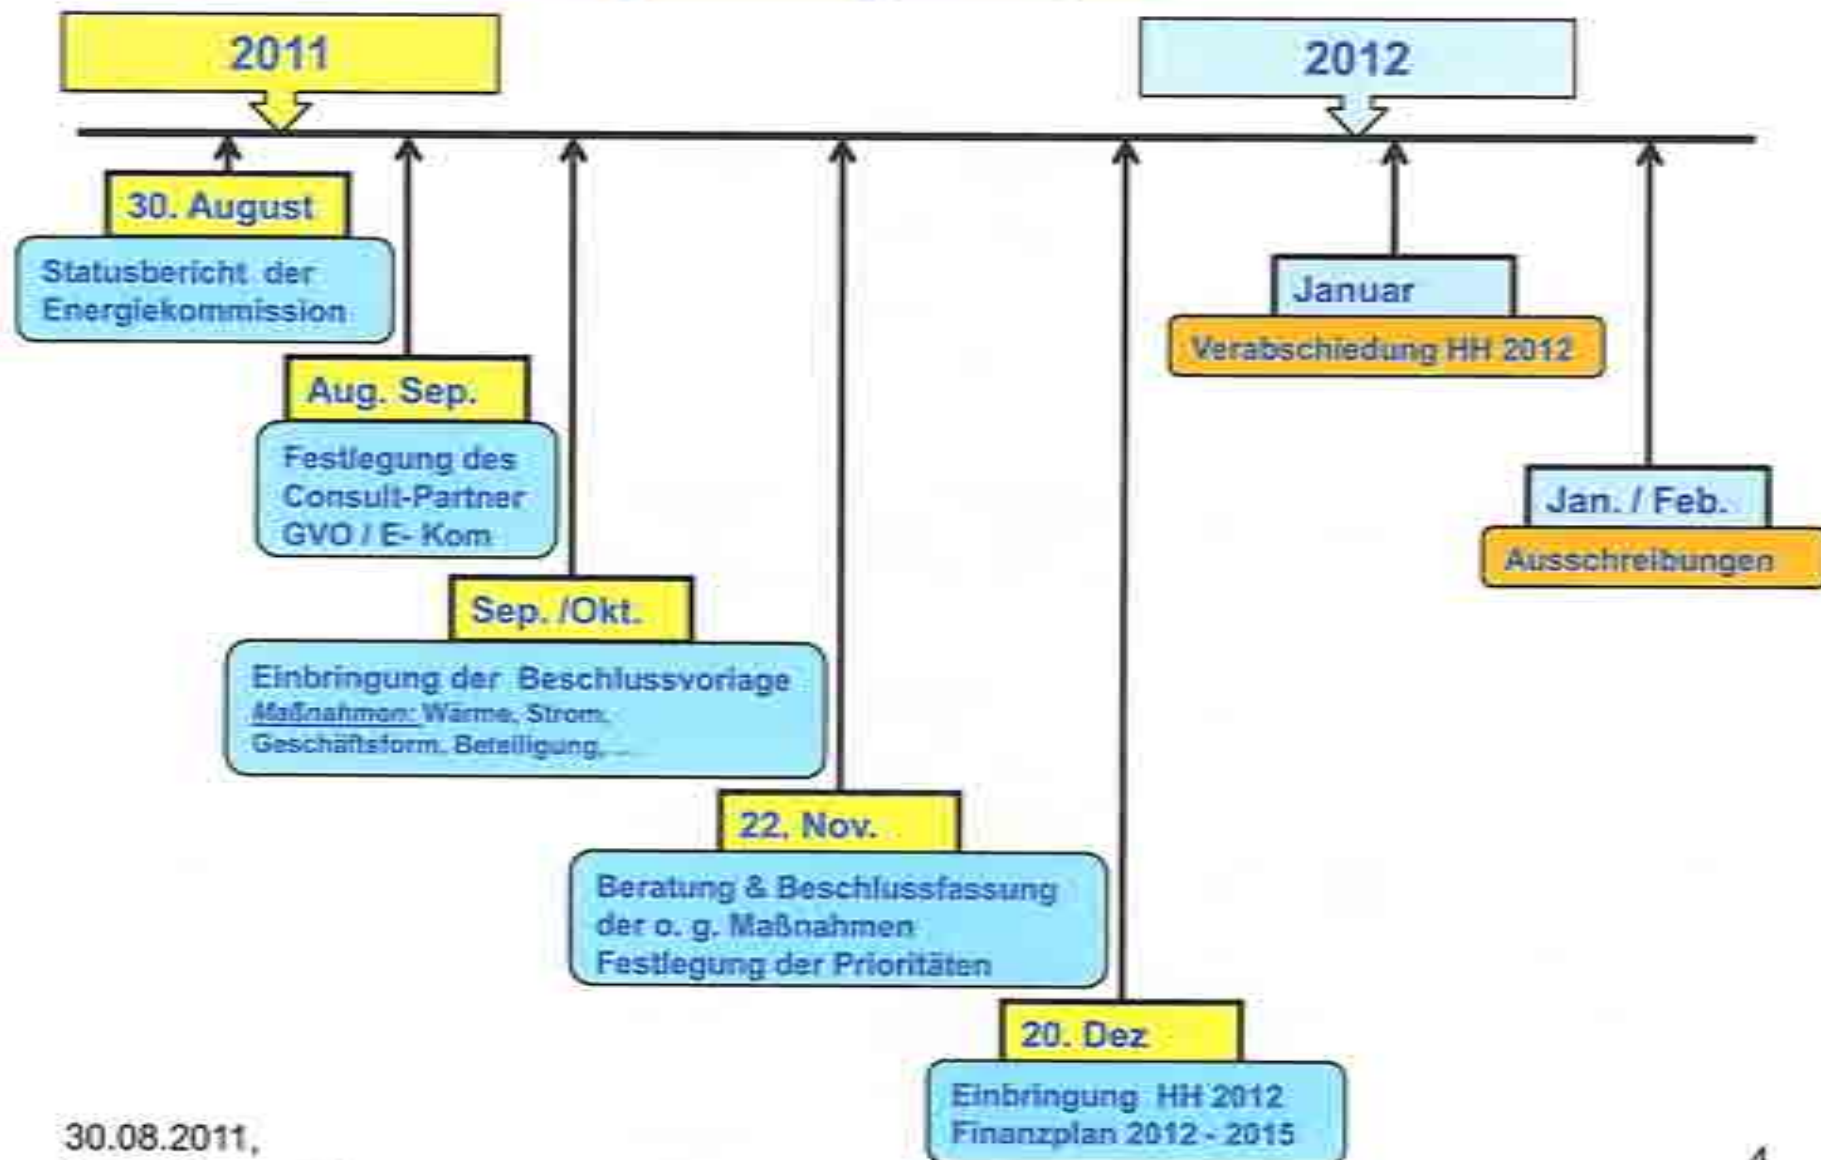 2011
2012
30. August
Statusbericht der
Energiekommission
Aug. Sep.
Festlegung des
Consult-Partner
GVO / E- Kom
Sep. /Okt.
Einbringung der Beschlussvorlage
Maßnahmen: Wärme, Strom,
Geschäftsform, Beteiligung, ...
22. Nov.
Beratung & Beschlussfassung
der o. g. Maßnahmen
Festlegung der Prioritäten
20. Dez
Einbringung HH 2012
Finanzplan 2012 - 2015
Januar
Verabschiedung HH 2012
Jan. / Feb.
Ausschreibungen
30.08.2011,
4